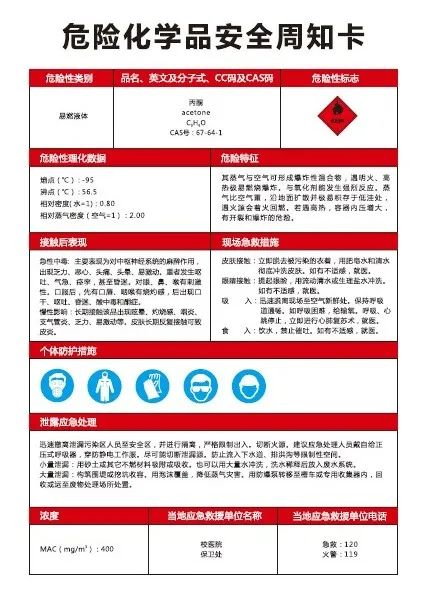 危险化学品安全周知卡
危险性类别
品名、英文及分子式、CC码及CAS码
危险性标志
易燃液体
丙酮
acetone
C₃H₆O
CAS号：67-64-1
危险性理化数据
危险特征
熔点（℃）：-95
沸点（℃）：56.5
相对密度（水=1）：0.80
相对蒸气密度（空气=1）：2.00
其蒸气与空气可形成爆炸性混合物，遇明火、高
热极易燃烧爆炸。与氧化剂能发生强烈反应。蒸
气比空气重，沿地面扩散并极易积存于低洼处，
遇火源会着火回燃。若遇高热，容器内压增大，
有开裂和爆炸的危险。
接触后表现
现场急救措施
急性中毒：主要表现为对中枢神经系统的麻醉作用，
出现乏力、恶心、头痛、头晕、易激动。重者发生呕
吐、气急、痉挛，甚至昏迷。对眼、鼻、喉有刺激
性。口服后，先有口唇、咽喉有烧灼感，后出现口
干、呕吐、昏迷、酸中毒和酮症。
慢性影响：长期接触该品出现眩晕、灼烧感、咽炎、
支气管炎、乏力、易激动等。皮肤长期反复接触可致
皮炎。
皮肤接触：立即脱去被污染的衣着，用肥皂水和清水
彻底冲洗皮肤。如有不适感，就医。
眼睛接触：提起眼睑，用流动清水或生理盐水冲洗。
如有不适感，就医。
吸 入：迅速脱离现场至空气新鲜处。保持呼吸
道通畅。如呼吸困难，给输氧。呼吸、心
跳停止，立即进行心肺复苏术，就医。
食 入：饮水，禁止催吐。如有不适感，就医。
个体防护措施
泄露应急处理
迅速撤离泄漏污染区人员至安全区，并进行隔离，严格限制出入。切断火源。建议应急处理人员戴自给正
压式呼吸器，穿防静电工作服。尽可能切断泄漏源。防止流入下水道、排洪沟等限制性空间。
小量泄漏：用砂土或其它不燃材料吸附或吸收。也可以用大量水冲洗，洗水稀释后放入废水系统。
大量泄漏：构筑围堤或挖坑收容。用泡沫覆盖，降低蒸气灾害。用防爆泵转移至槽车或专用收集器内，回
收或运至废物处理场所处置。
浓度
当地应急救援单位名称
当地应急救援单位电话
MAC（mg/m³）：400
校医院
保卫处
急救：120
火警：119